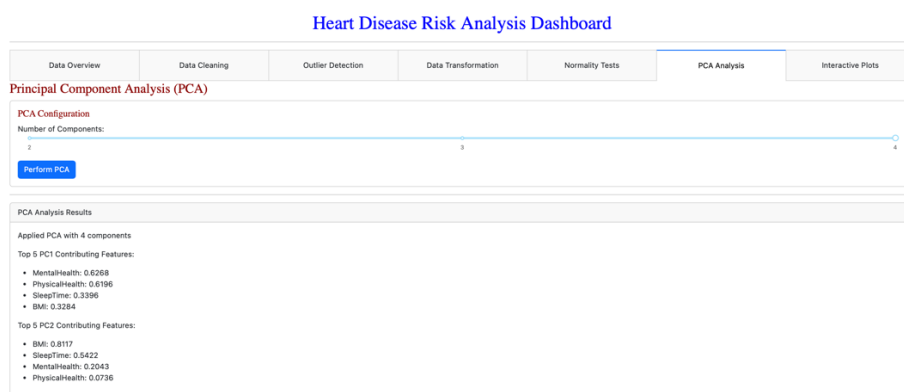 Heart Disease Risk Analysis Dashboard
Data Overview Data Cleaning Outlier Detection Data Transformation Normality Tests PCA Analysis Interactive Plots
Principal Component Analysis (PCA)
PCA Configuration
Number of Components:
2 3 4
Perform PCA
PCA Analysis Results
Applied PCA with 4 components
Top 5 PC1 Contributing Features:
• MentalHealth: 0.6268
• PhysicalHealth: 0.6196
• SleepTime: 0.3396
• BMI: 0.3284
Top 5 PC2 Contributing Features:
• BMI: 0.8117
• SleepTime: 0.5422
• MentalHealth: 0.2043
• PhysicalHealth: 0.0736